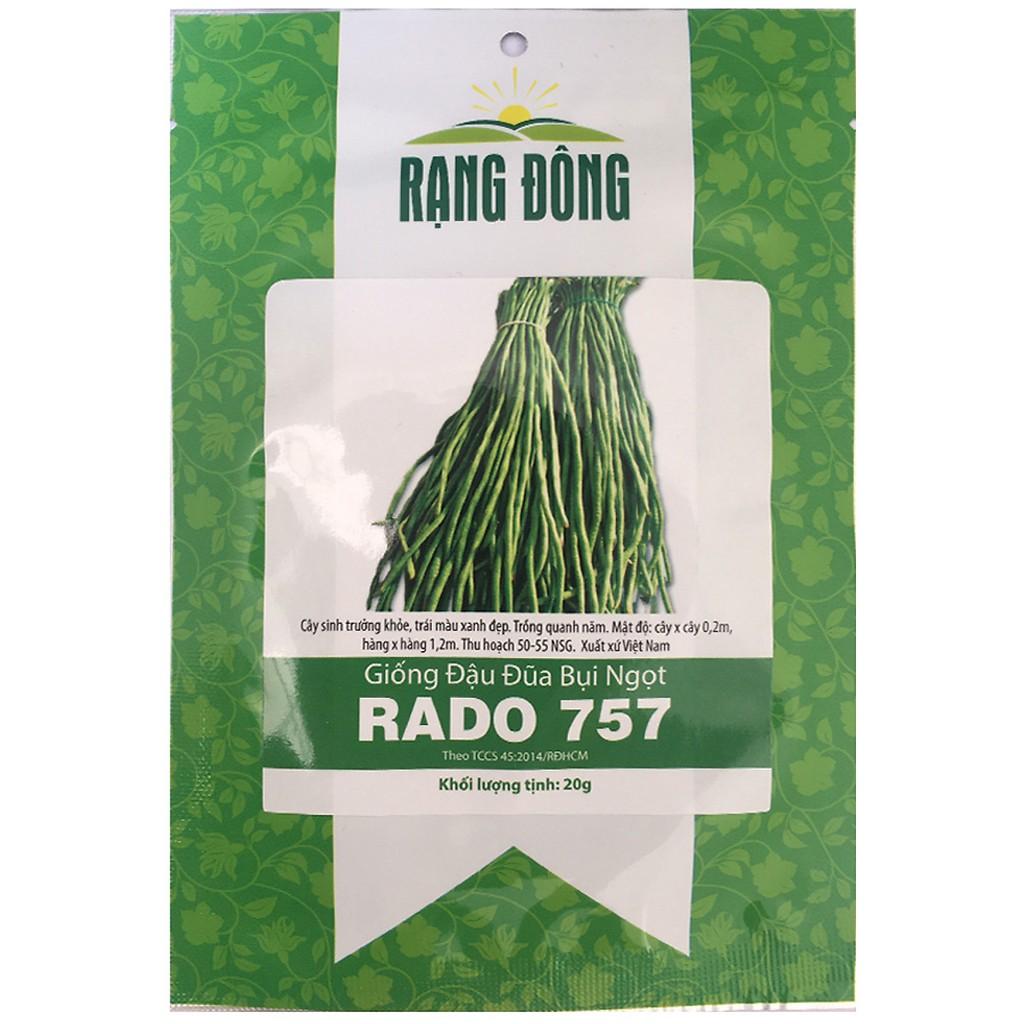 RẠNG ĐÔNG
Cây sinh trưởng khỏe, trái màu xanh đẹp. Trồng quanh năm. Mật độ: cây x cây 0,2m,
hàng x hàng 1,2m. Thu hoạch 50-55 NSG. Xuất xứ Việt Nam
Giống Đậu Đũa Bụi Ngọt
RADO 757
Theo TCCS 45:2014/RĐHCM
Khối lượng tịnh: 20g